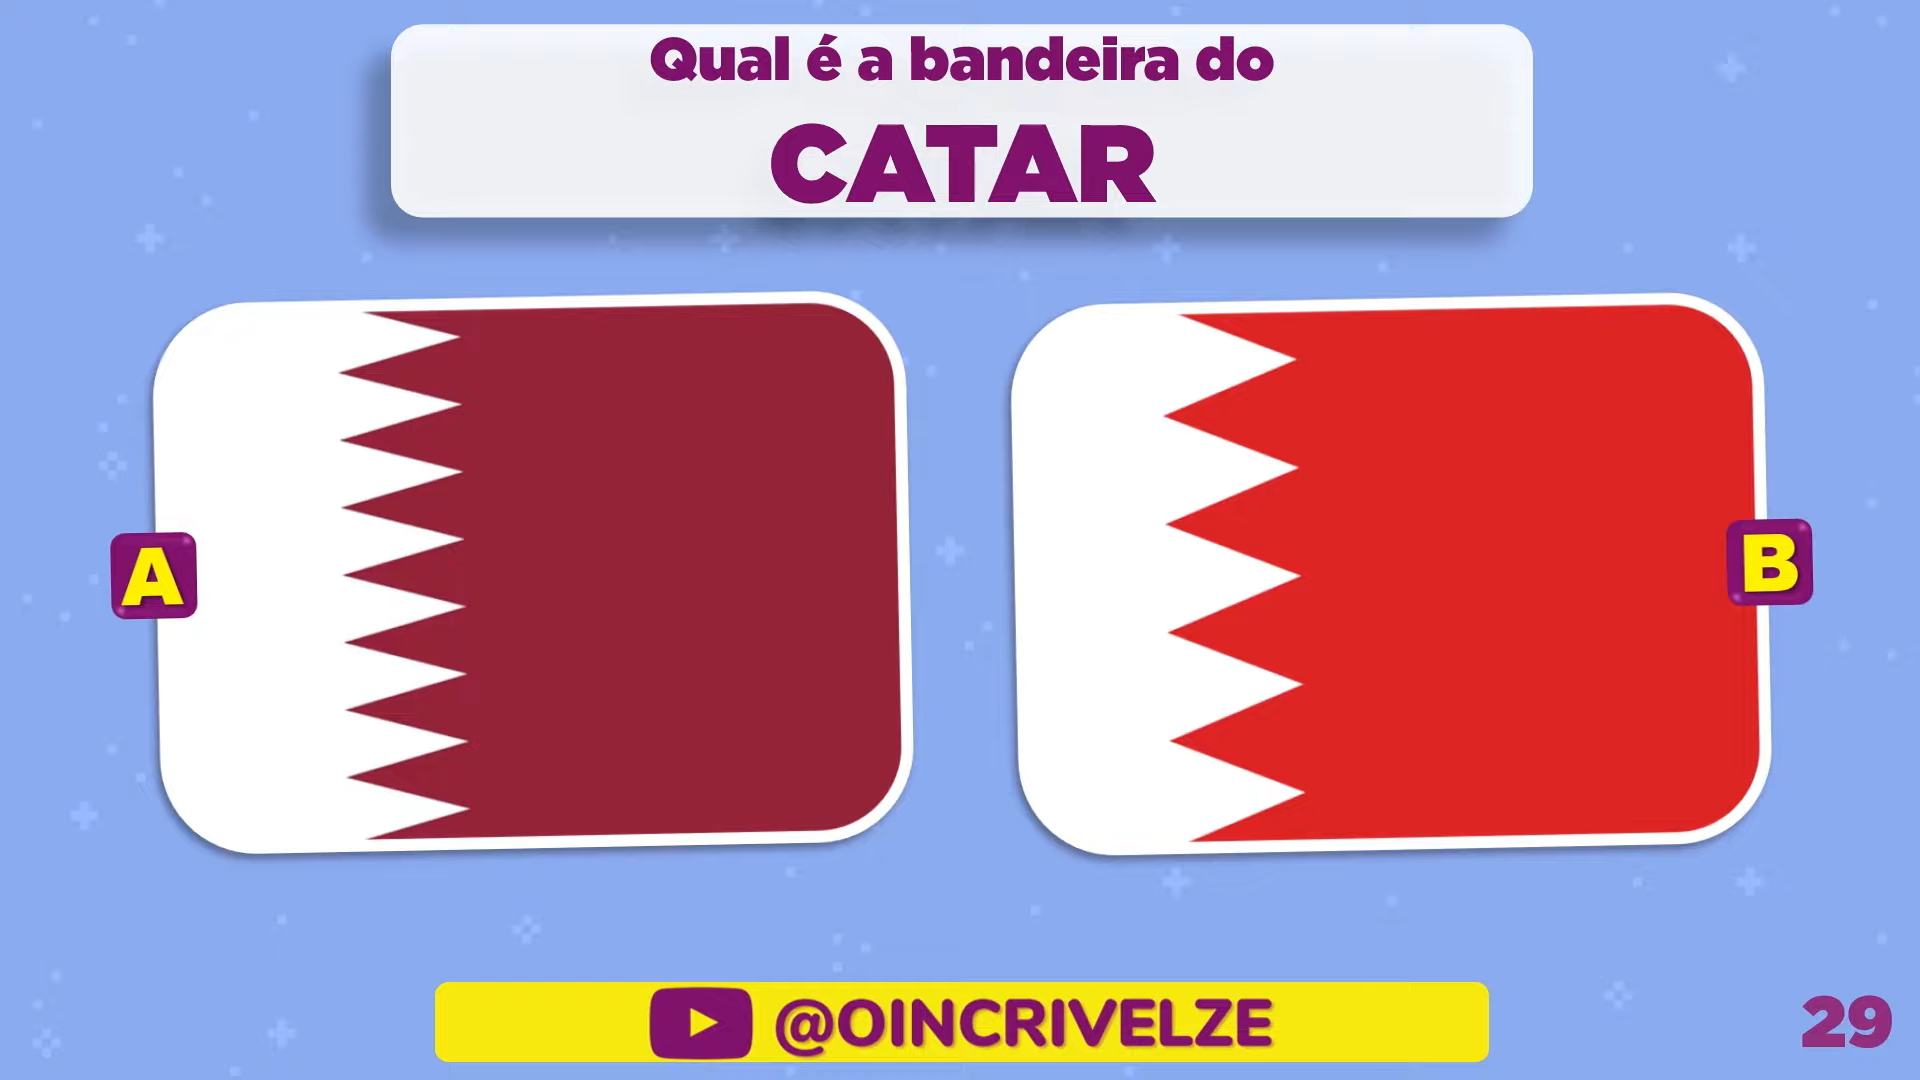 Qual é a bandeira do
CATAR
A
B
@OINCRIVELZE
29